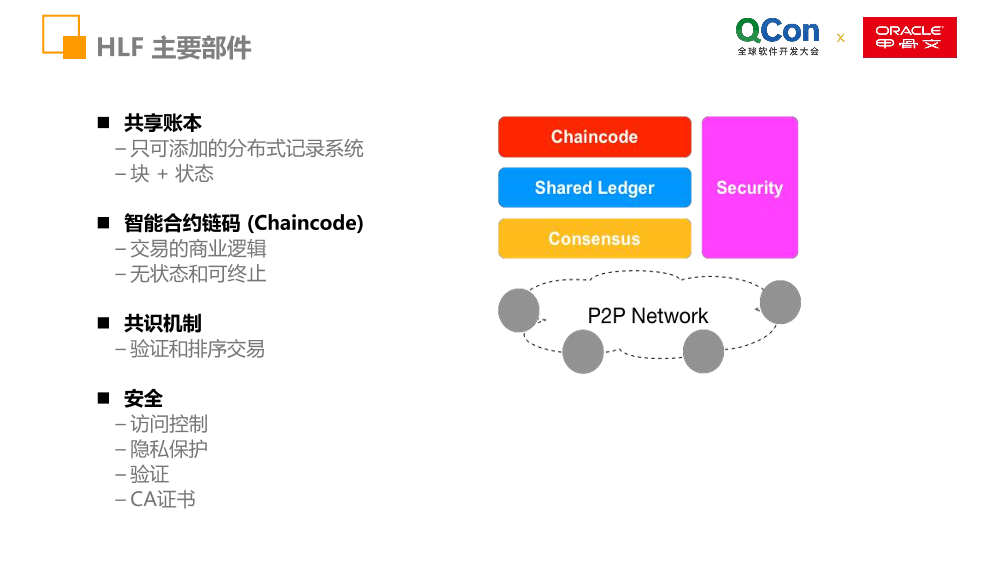 HLF 主要部件
QCon
全球软件开发大会
x
ORACLE
甲骨文
■ 共享账本
– 只可添加的分布式记录系统
– 块 + 状态
■ 智能合约链码 (Chaincode)
– 交易的商业逻辑
– 无状态和可终止
■ 共识机制
– 验证和排序交易
■ 安全
– 访问控制
– 隐私保护
– 验证
– CA证书
Chaincode
Shared Ledger
Consensus
Security
P2P Network